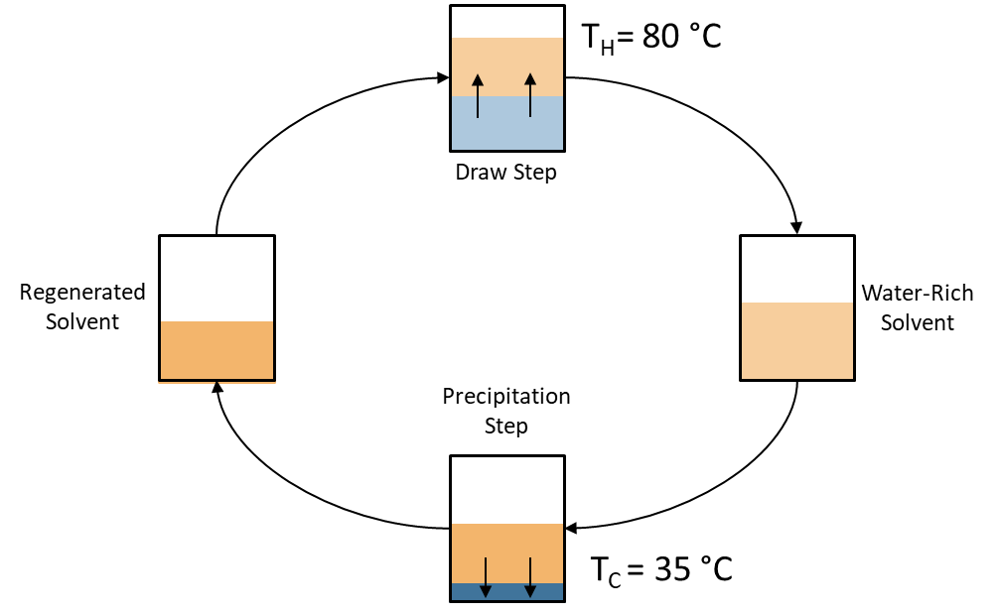 T_H = 80 °C
Draw Step
Regenerated
Solvent
Water-Rich
Solvent
Precipitation
Step
T_C = 35 °C